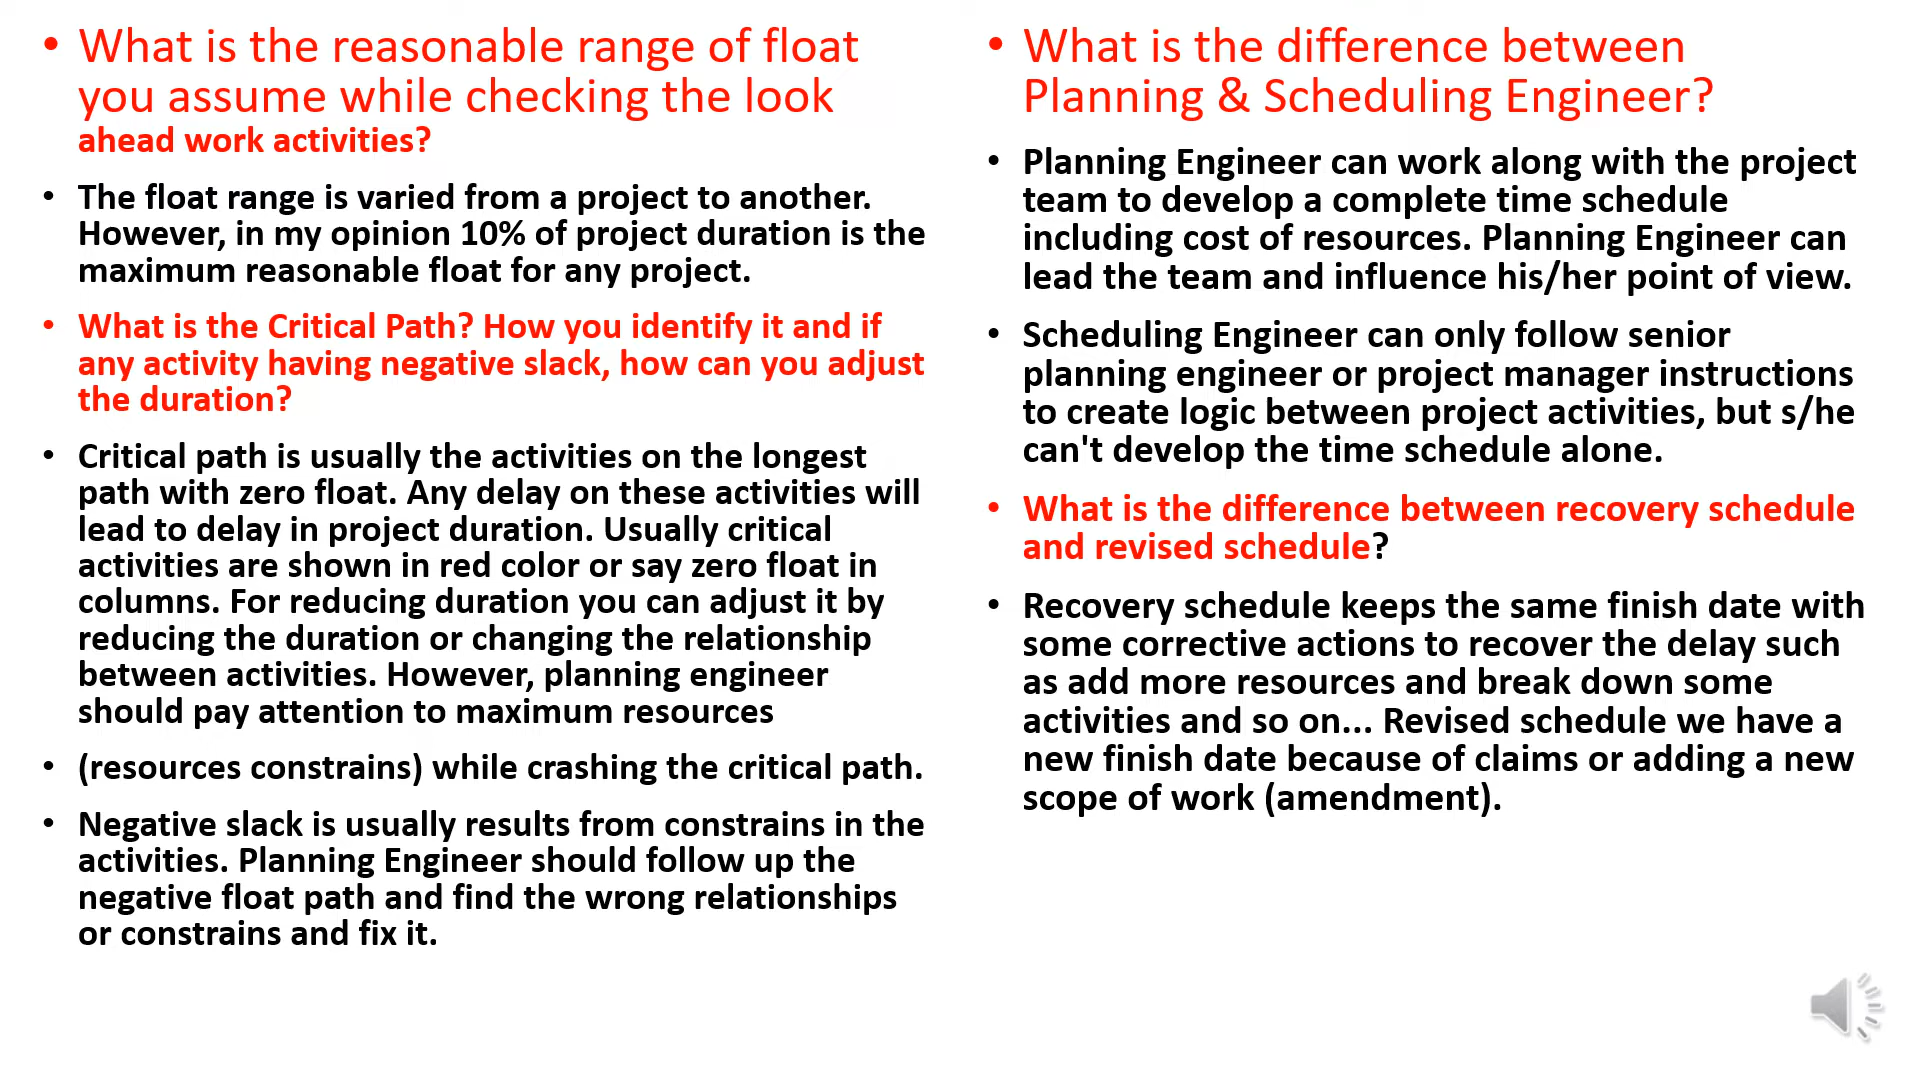 • What is the reasonable range of float
you assume while checking the look
ahead work activities?
• The float range is varied from a project to another.
However, in my opinion 10% of project duration is the
maximum reasonable float for any project.
• What is the Critical Path? How you identify it and if
any activity having negative slack, how can you adjust
the duration?
• Critical path is usually the activities on the longest
path with zero float. Any delay on these activities will
lead to delay in project duration. Usually critical
activities are shown in red color or say zero float in
columns. For reducing duration you can adjust it by
reducing the duration or changing the relationship
between activities. However, planning engineer
should pay attention to maximum resources
• (resources constrains) while crashing the critical path.
• Negative slack is usually results from constrains in the
activities. Planning Engineer should follow up the
negative float path and find the wrong relationships
or constrains and fix it.
• What is the difference between
Planning & Scheduling Engineer?
• Planning Engineer can work along with the project
team to develop a complete time schedule
including cost of resources. Planning Engineer can
lead the team and influence his/her point of view.
• Scheduling Engineer can only follow senior
planning engineer or project manager instructions
to create logic between project activities, but s/he
can't develop the time schedule alone.
• What is the difference between recovery schedule
and revised schedule?
• Recovery schedule keeps the same finish date with
some corrective actions to recover the delay such
as add more resources and break down some
activities and so on... Revised schedule we have a
new finish date because of claims or adding a new
scope of work (amendment).